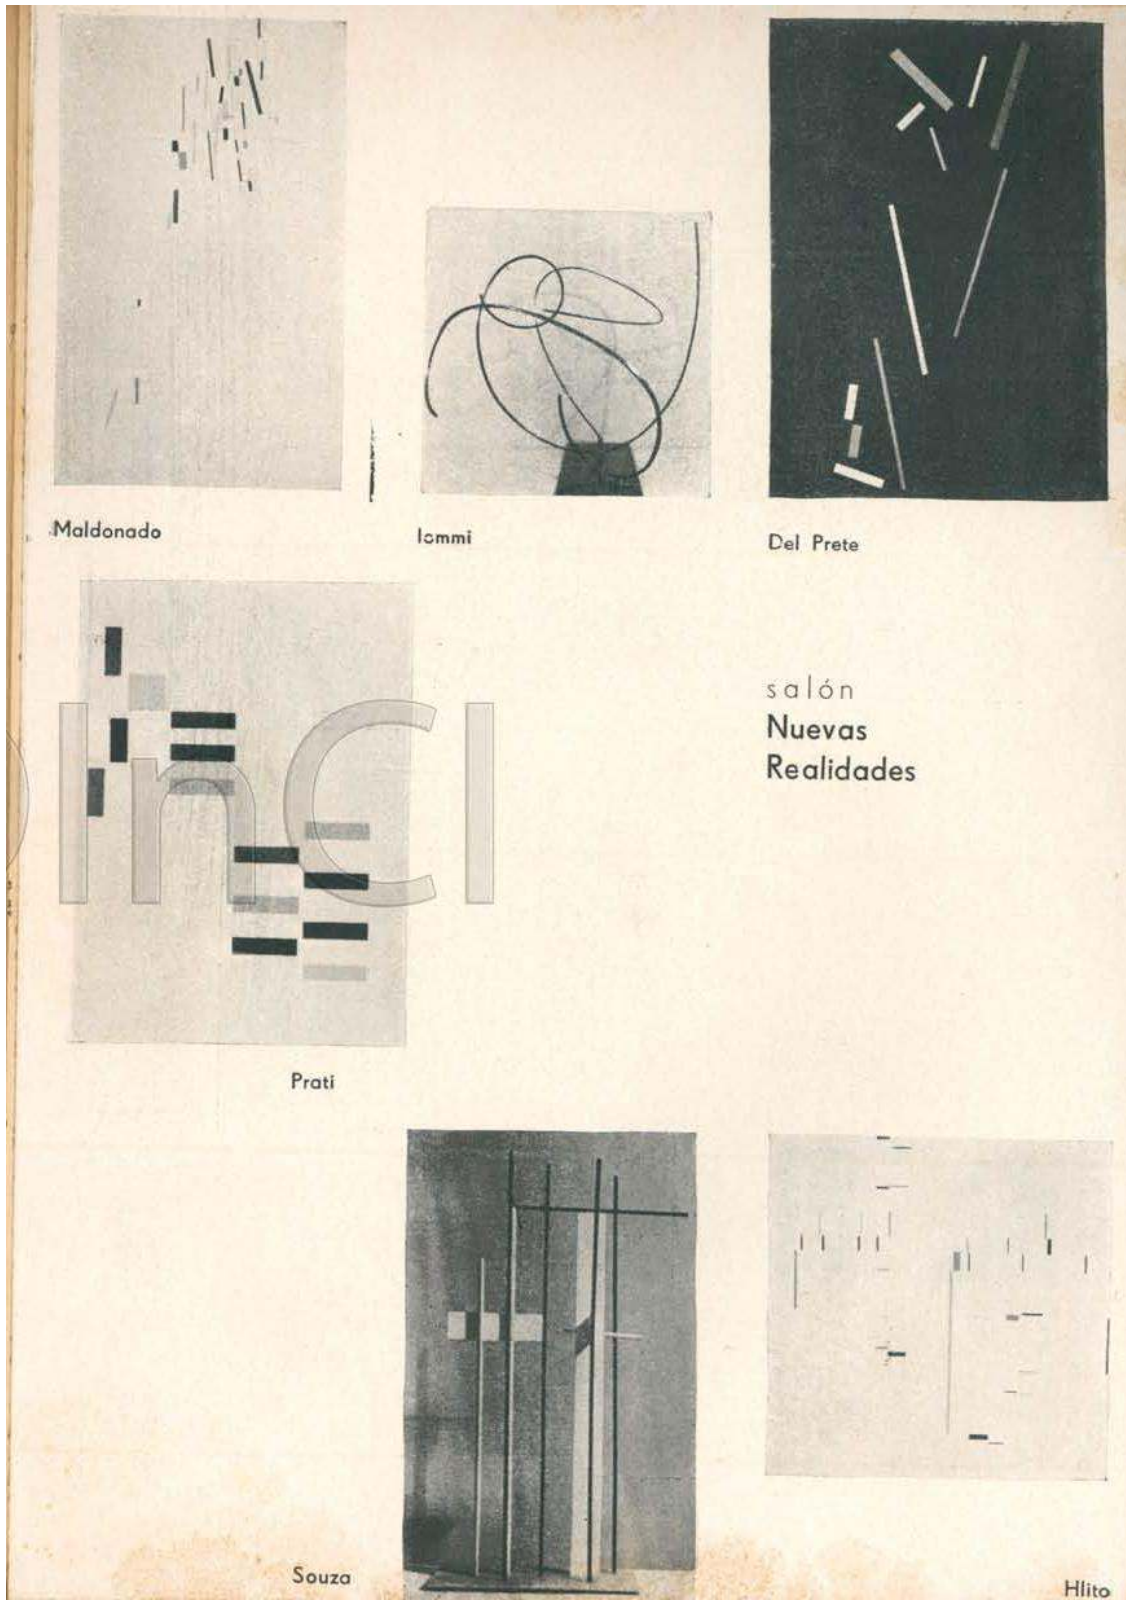 Maldonado
Iommi
Del Prete
salón
Nuevas
Realidades
Prati
Souza
Hlito